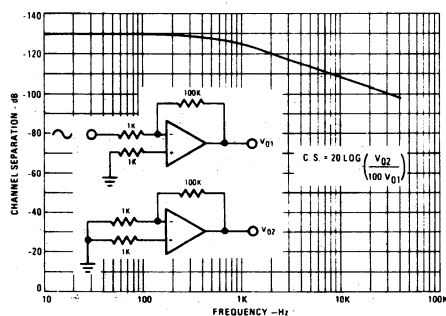 CHANNEL SEPARATION - dB
-140
-120
-100
-80
-60
-40
-20
0
10
100
1K
10K
100K
FREQUENCY –Hz
100K
1K
1K
-
+
V01
C.S. = 20 LOG ( V02 / 100 V01 )
100K
1K
1K
-
+
V02